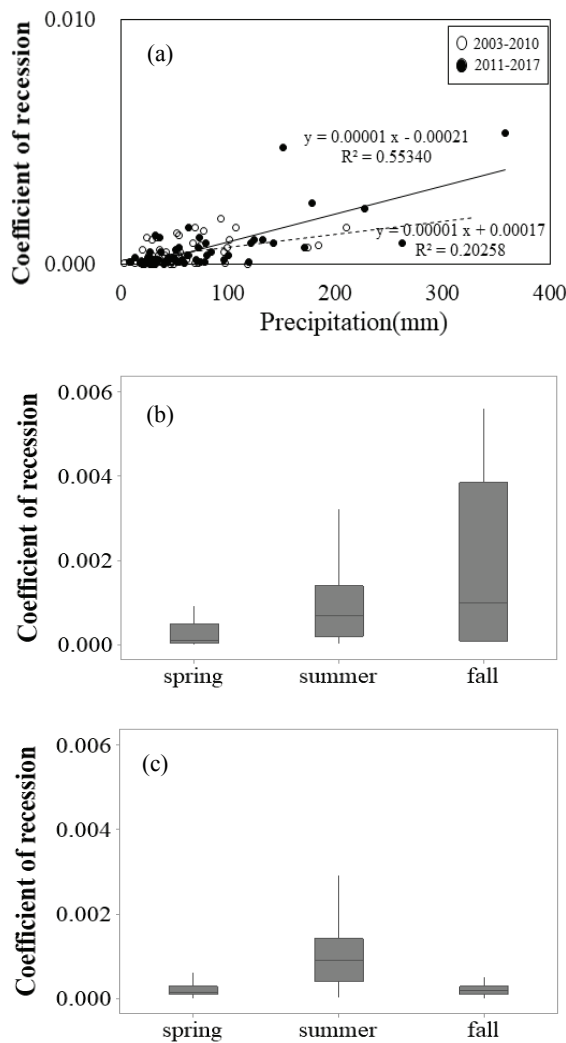 0.010
(a)
2003-2010
2011-2017
y = 0.00001 x - 0.00021
R² = 0.55340
y = 0.00001 x + 0.00017
R² = 0.20258
Coefficient of recession
0.000
0
100
200
300
400
Precipitation(mm)
0.006
(b)
0.004
Coefficient of recession
0.002
0.000
spring
summer
fall
0.006
(c)
0.004
Coefficient of recession
0.002
0.000
spring
summer
fall